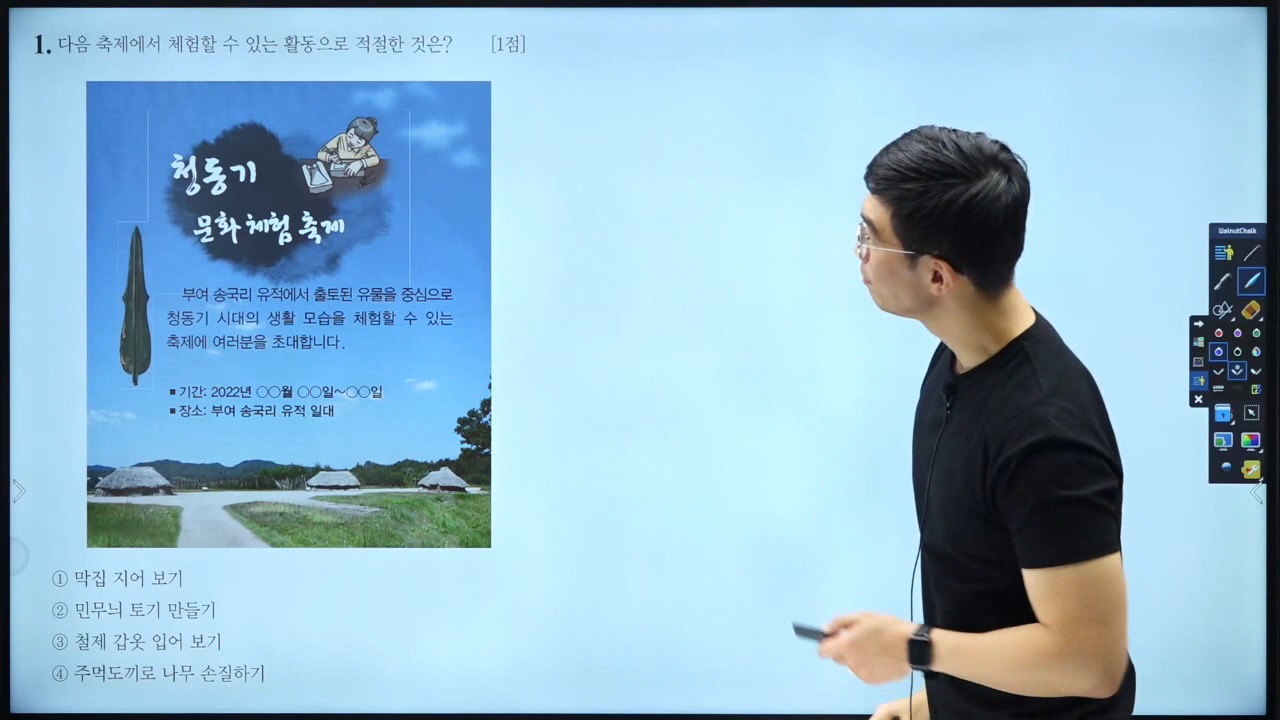 1. 다음 축제에서 체험할 수 있는 활동으로 적절한 것은? [1점]
청동기
문화 체험 축제
부여 송국리 유적에서 출토된 유물을 중심으로
청동기 시대의 생활 모습을 체험할 수 있는
축제에 여러분을 초대합니다.
■ 기간: 2022년 ○○월 ○○일~○○일
■ 장소: 부여 송국리 유적 일대
① 막집 지어 보기
② 민무늬 토기 만들기
③ 철제 갑옷 입어 보기
④ 주먹도끼로 나무 손질하기
WalnutChalk